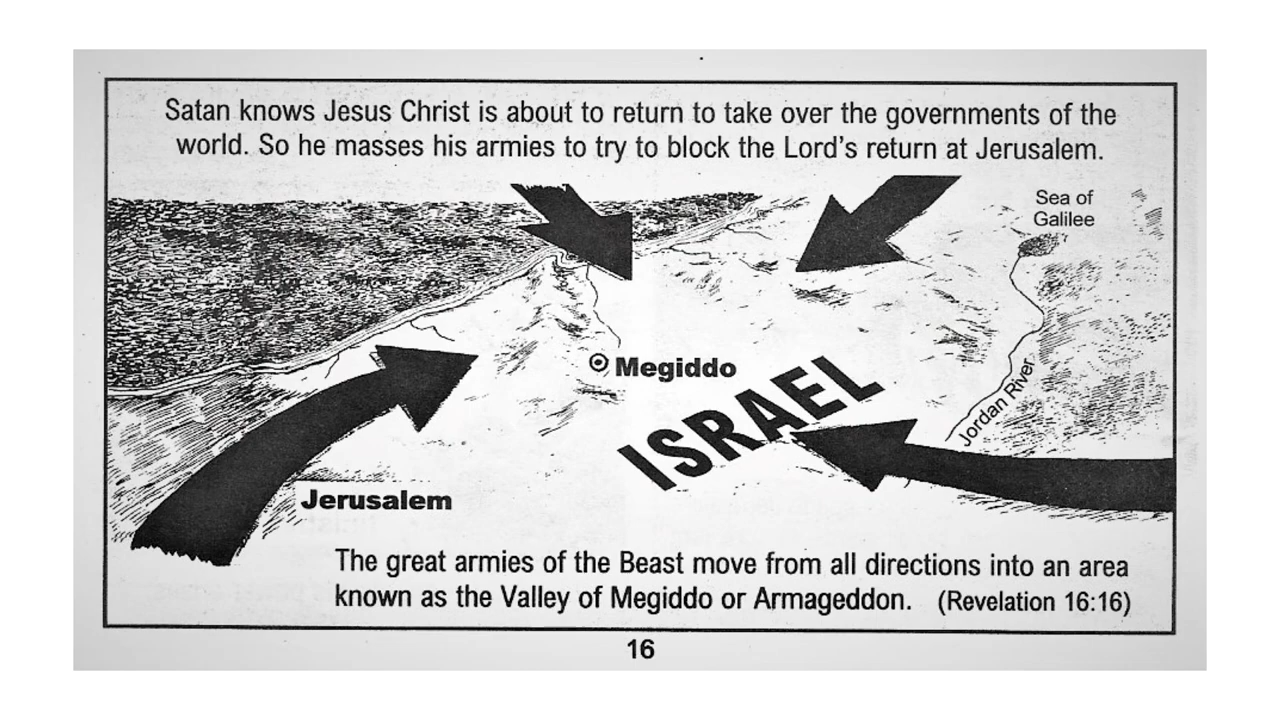 Satan knows Jesus Christ is about to return to take over the governments of the
world. So he masses his armies to try to block the Lord's return at Jerusalem.
Sea of
Galilee
Megiddo
ISRAEL
Jordan River
Jerusalem
The great armies of the Beast move from all directions into an area
known as the Valley of Megiddo or Armageddon. (Revelation 16:16)
16